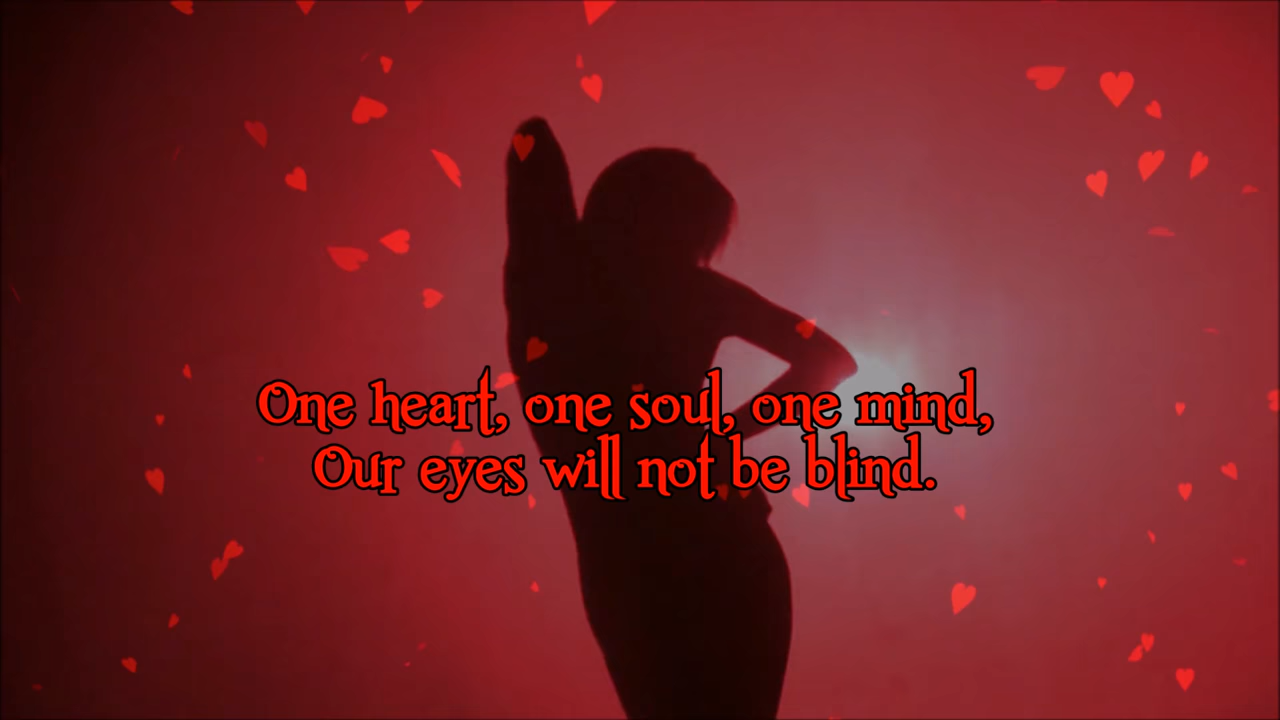 One heart, one soul, one mind,
Our eyes will not be blind.